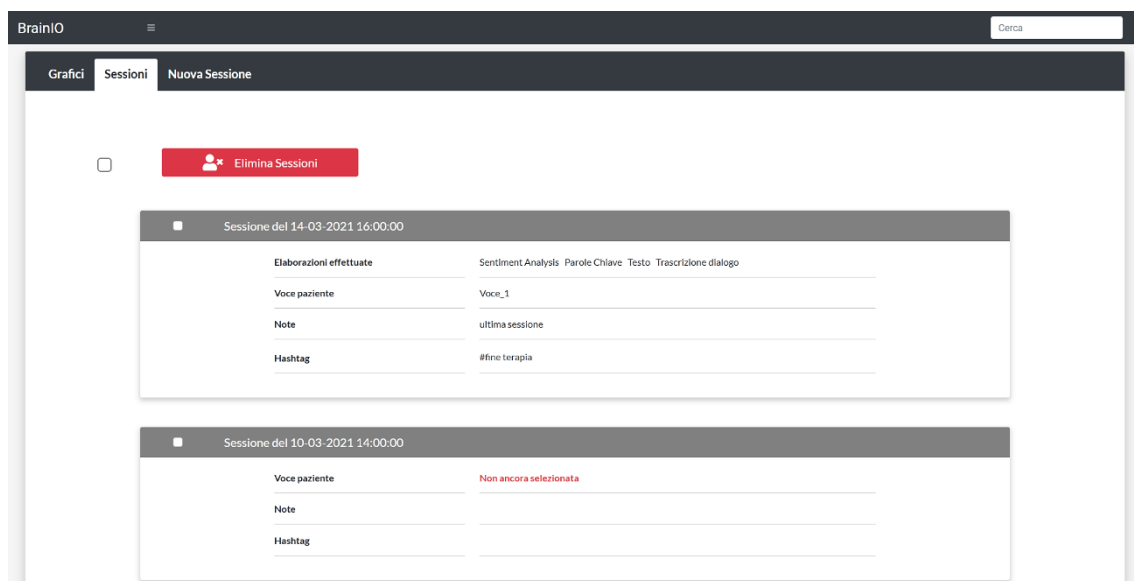 BrainIO Cerca
Grafici Sessioni Nuova Sessione
Elimina Sessioni
Sessione del 14-03-2021 16:00:00
Elaborazioni effettuate Sentiment Analysis Parole Chiave Testo Trascrizione dialogo
Voce paziente Voce_1
Note ultima sessione
Hashtag #fine terapia
Sessione del 10-03-2021 14:00:00
Voce paziente Non ancora selezionata
Note
Hashtag